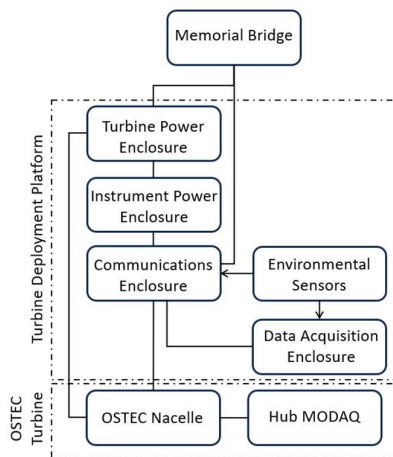 Memorial Bridge
Turbine Deployment Platform
Turbine Power
Enclosure
Instrument Power
Enclosure
Communications
Enclosure
Environmental
Sensors
Data Acquisition
Enclosure
OSTEC
Turbine
OSTEC Nacelle
Hub MODAQ